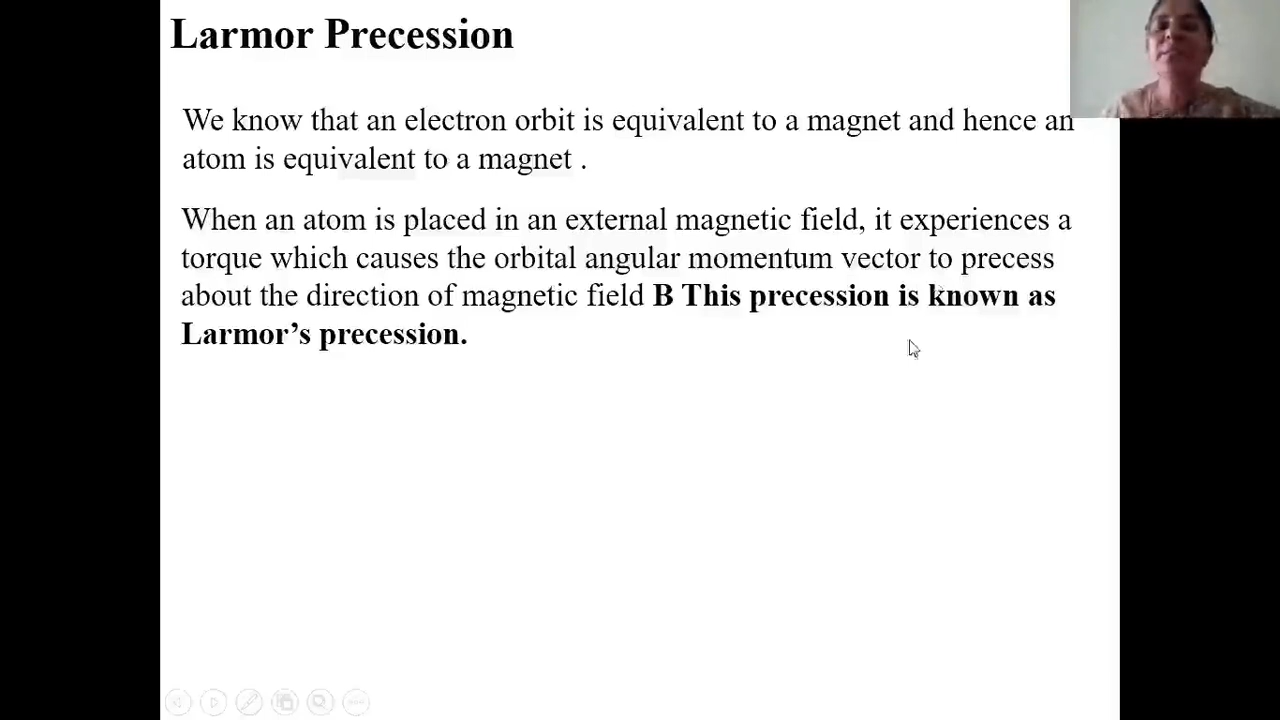 Larmor Precession
We know that an electron orbit is equivalent to a magnet and hence an
atom is equivalent to a magnet .
When an atom is placed in an external magnetic field, it experiences a
torque which causes the orbital angular momentum vector to precess
about the direction of magnetic field B This precession is known as
Larmor’s precession.